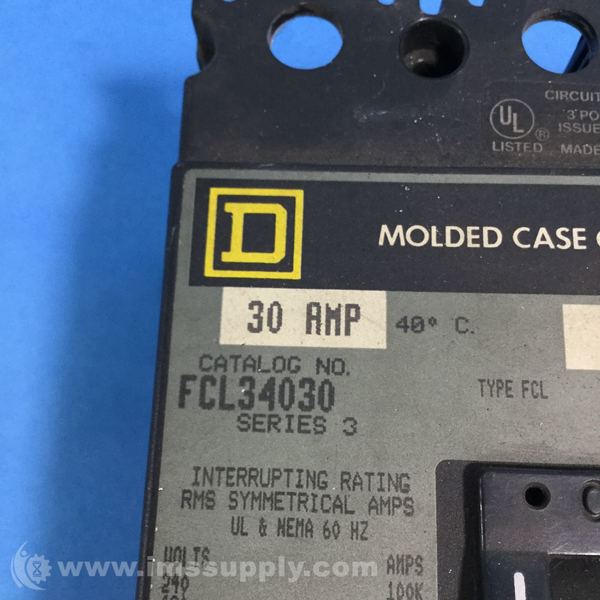 CIRCUIT
3 PO
ISSUE
UL ®
LISTED MADE
D
MOLDED CASE
30 AMP 40° C.
CATALOG NO.
FCL34030 TYPE FCL
SERIES 3
INTERRUPTING RATING
RMS SYMMETRICAL AMPS
UL & NEMA 60 HZ
VOLTS AMPS
240 100K
www.imssupply.com